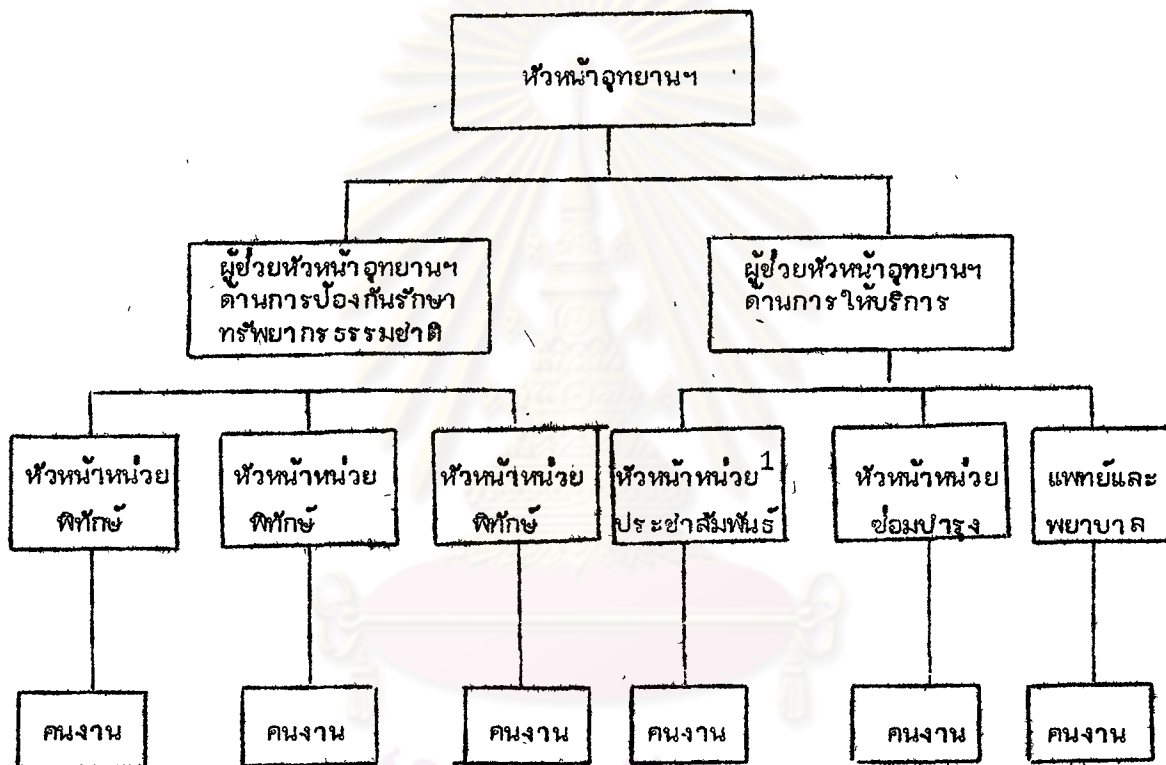 หัวหน้าอุทยานฯ
ผู้ช่วยหัวหน้าอุทยานฯ
ด้านการป้องกันรักษา
ทรัพยากรธรรมชาติ
ผู้ช่วยหัวหน้าอุทยานฯ
ด้านการให้บริการ
หัวหน้าหน่วย
พิทักษ์
หัวหน้าหน่วย
พิทักษ์
หัวหน้าหน่วย
พิทักษ์
หัวหน้าหน่วย1
ประชาสัมพันธ์
หัวหน้าหน่วย
ซ่อมบำรุง
แพทย์และ
พยาบาล
คนงาน
คนงาน
คนงาน
คนงาน
คนงาน
คนงาน